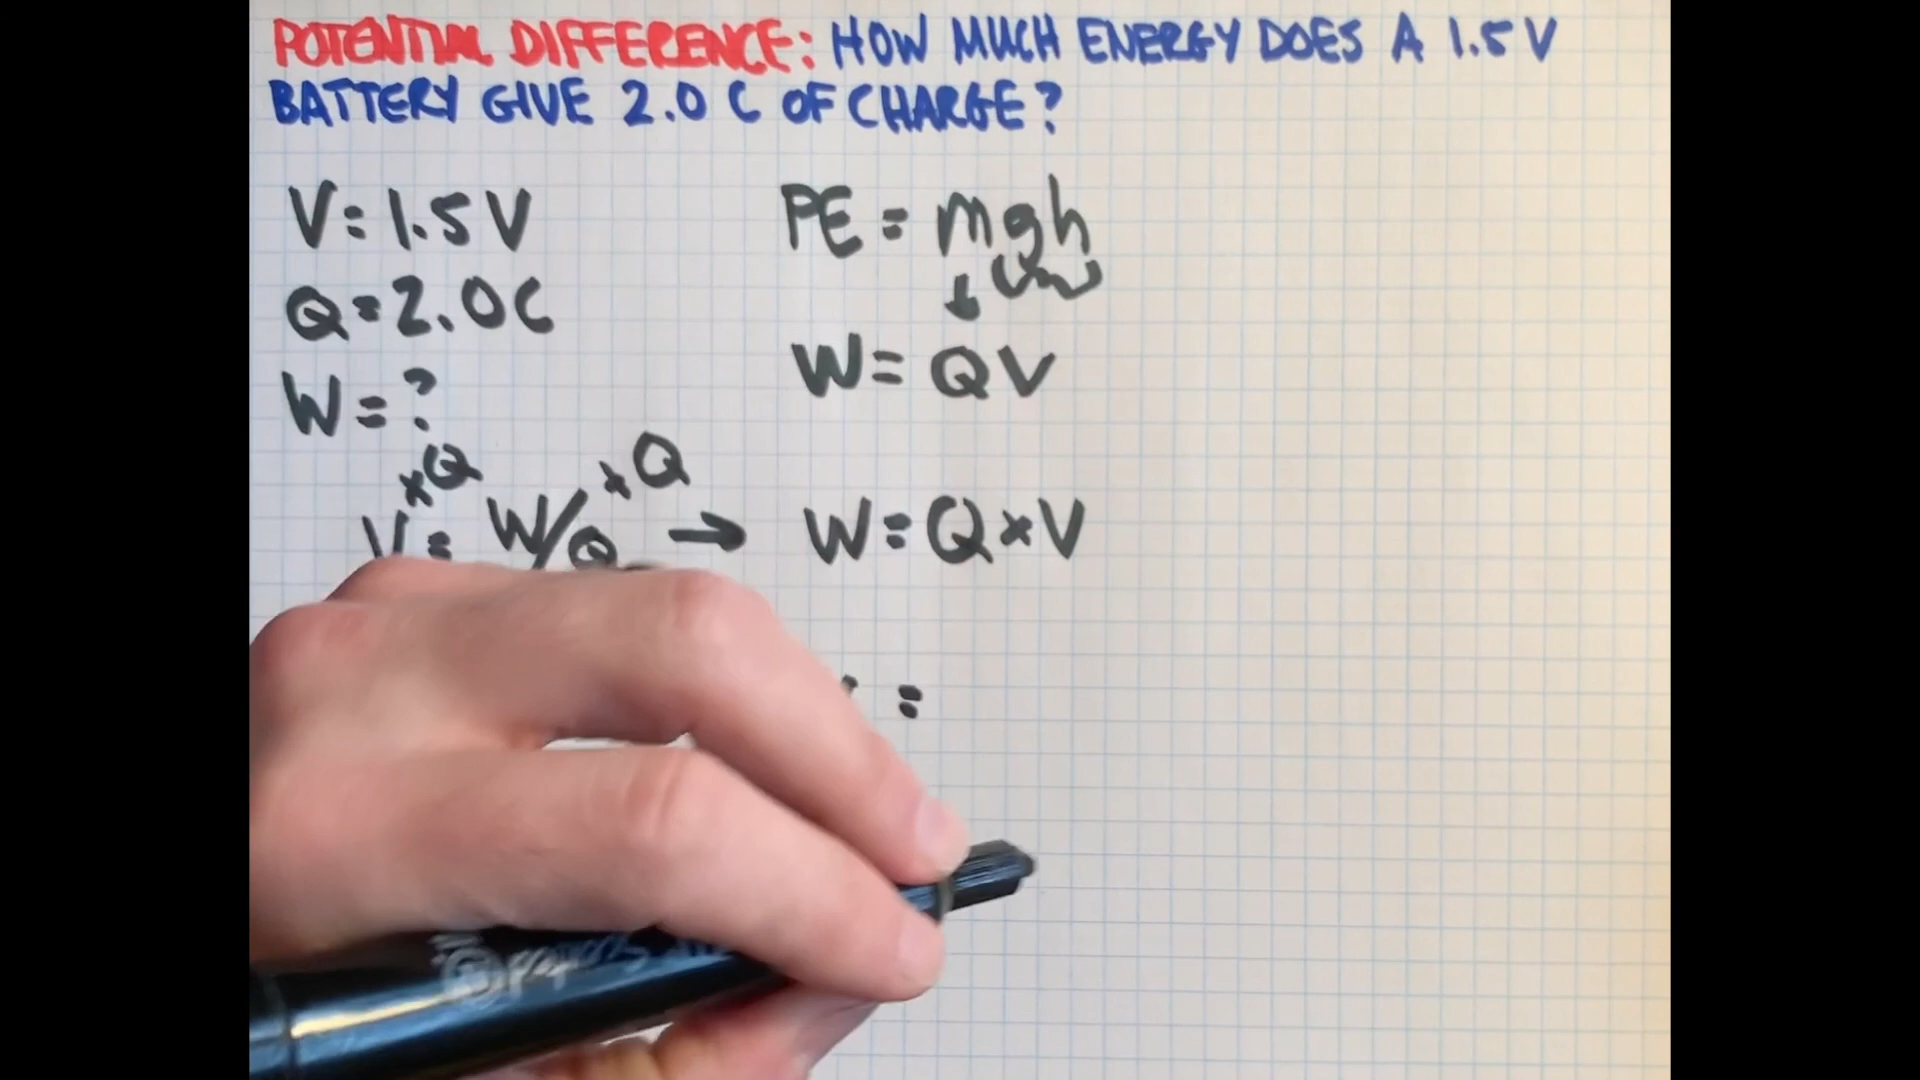 POTENTIAL DIFFERENCE: HOW MUCH ENERGY DOES A 1.5 V
BATTERY GIVE 2.0 C OF CHARGE?
V = 1.5 V
Q = 2.0 C
W = ?
PE = mgh
W = QV
×Q ×Q
V = W/Q → W = Q × V
=